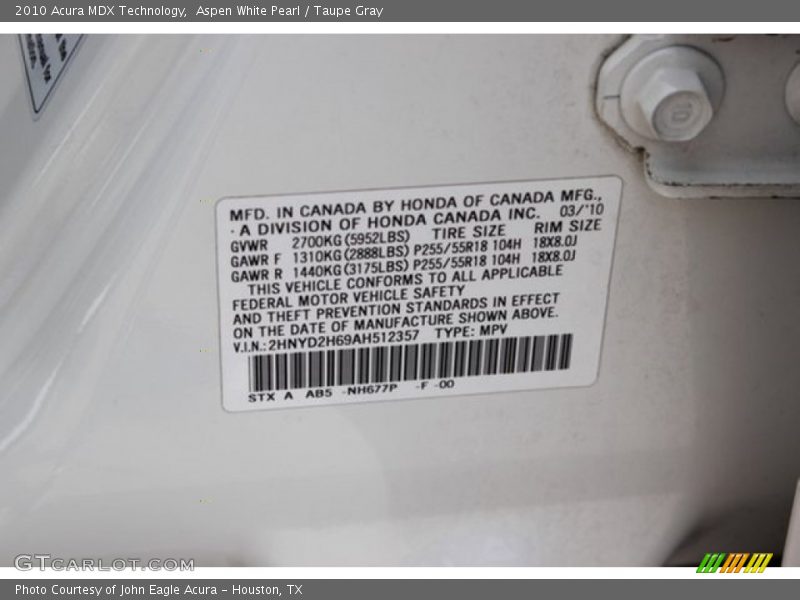 2010 Acura MDX Technology,  Aspen White Pearl / Taupe Gray
MFD. IN CANADA BY HONDA OF CANADA MFG.,
· A DIVISION OF HONDA CANADA INC. 03/'10
GVWR 2700KG (5952LBS) TIRE SIZE RIM SIZE
GAWR F 1310KG (2888LBS) P255/55R18 104H 18X8.0J
GAWR R 1440KG (3175LBS) P255/55R18 104H 18X8.0J
THIS VEHICLE CONFORMS TO ALL APPLICABLE
FEDERAL MOTOR VEHICLE SAFETY
AND THEFT PREVENTION STANDARDS IN EFFECT
ON THE DATE OF MANUFACTURE SHOWN ABOVE.
V.I.N.: 2HNYD2H69AH512357 TYPE: MPV
STX A AB5 -NH677P -F -00
GTCARLOT.COM
Photo Courtesy of John Eagle Acura - Houston, TX